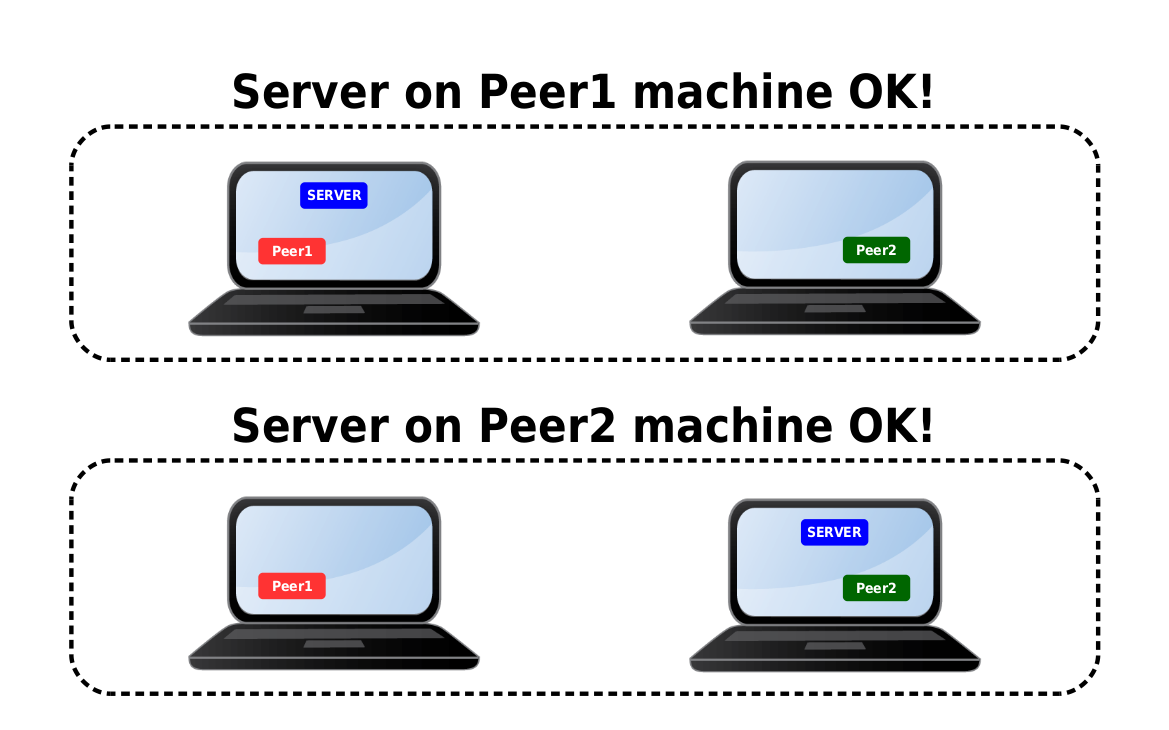 Server on Peer1 machine OK!
SERVER
Peer1
Peer2
Server on Peer2 machine OK!
SERVER
Peer1
Peer2